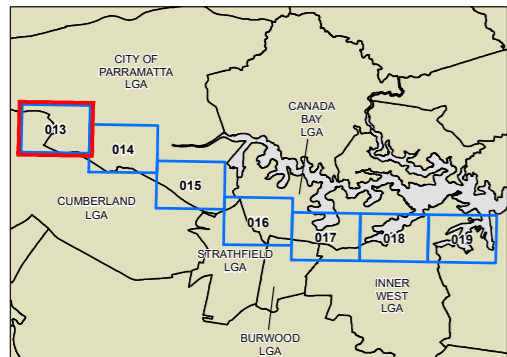 CITY OF
PARRAMATTA
LGA
CANADA
BAY
LGA
013
014
015
CUMBERLAND
LGA
016
017
018
019
STRATHFIELD
LGA
INNER
WEST
LGA
BURWOOD
LGA